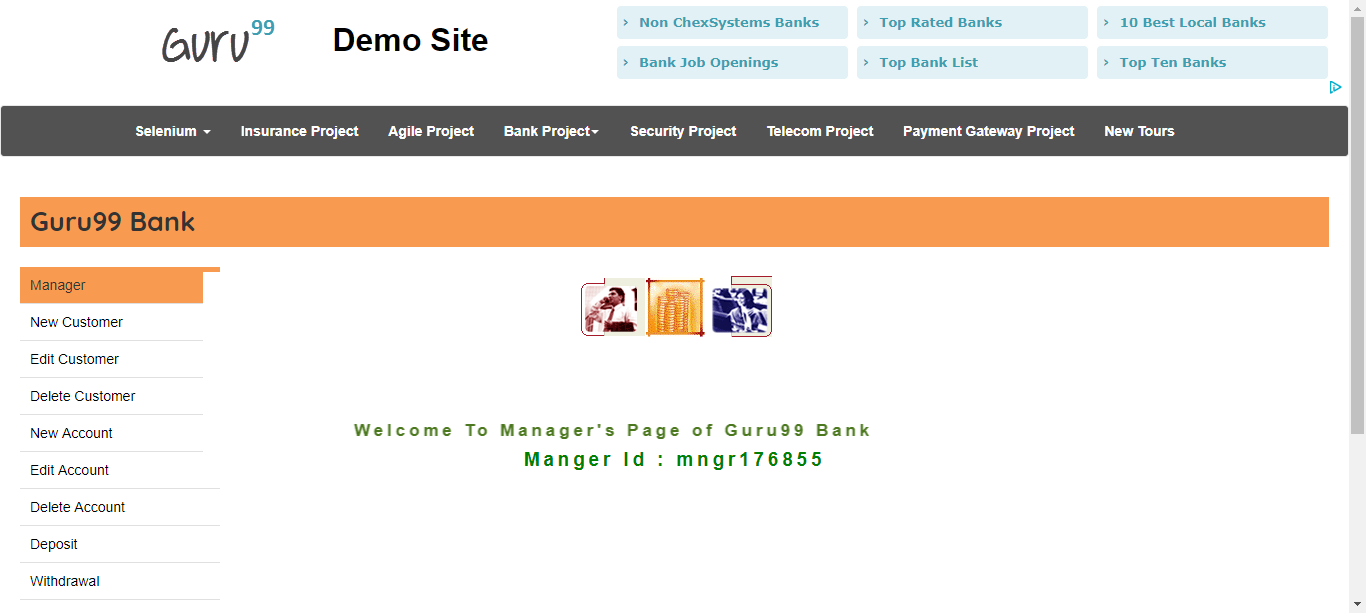 Guru99 Demo Site
Non ChexSystems Banks
Top Rated Banks
10 Best Local Banks
Bank Job Openings
Top Bank List
Top Ten Banks
Selenium Insurance Project Agile Project Bank Project Security Project Telecom Project Payment Gateway Project New Tours
Guru99 Bank
Manager
New Customer
Edit Customer
Delete Customer
New Account
Edit Account
Delete Account
Deposit
Withdrawal
Welcome To Manager's Page of Guru99 Bank
Manger Id : mngr176855